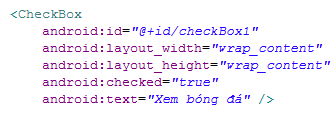 <CheckBox
android:id="@+id/checkBox1"
android:layout_width="wrap_content"
android:layout_height="wrap_content"
android:checked="true"
android:text="Xem bóng đá" />